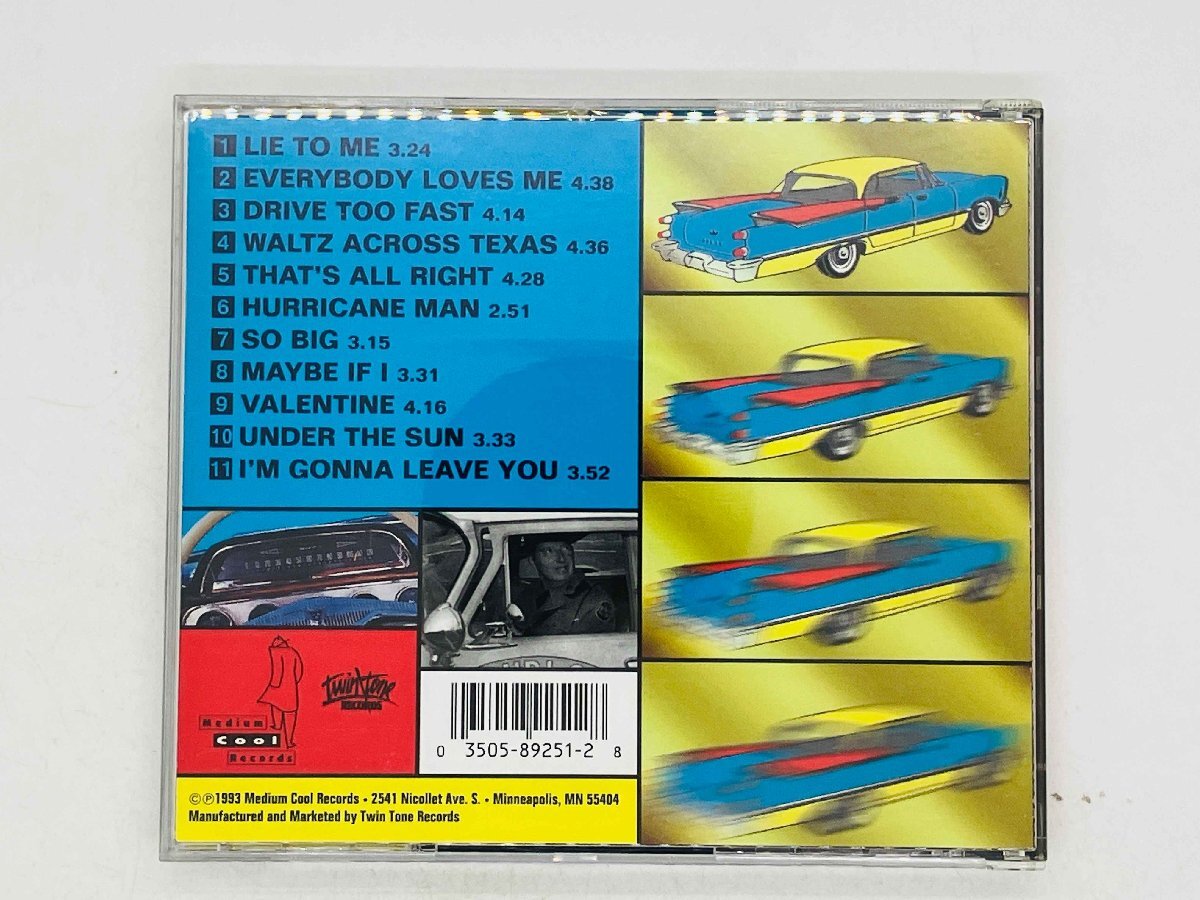 1 LIE TO ME 3.24
2 EVERYBODY LOVES ME 4.38
3 DRIVE TOO FAST 4.14
4 WALTZ ACROSS TEXAS 4.36
5 THAT'S ALL RIGHT 4.28
6 HURRICANE MAN 2.51
7 SO BIG 3.15
8 MAYBE IF I 3.31
9 VALENTINE 4.16
10 UNDER THE SUN 3.33
11 I'M GONNA LEAVE YOU 3.52
Medium
Cool
Records
Twin/Tone
RECORDS
0 3505-89251-2 8
©℗1993 Medium Cool Records • 2541 Nicollet Ave. S. • Minneapolis, MN 55404
Manufactured and Marketed by Twin Tone Records